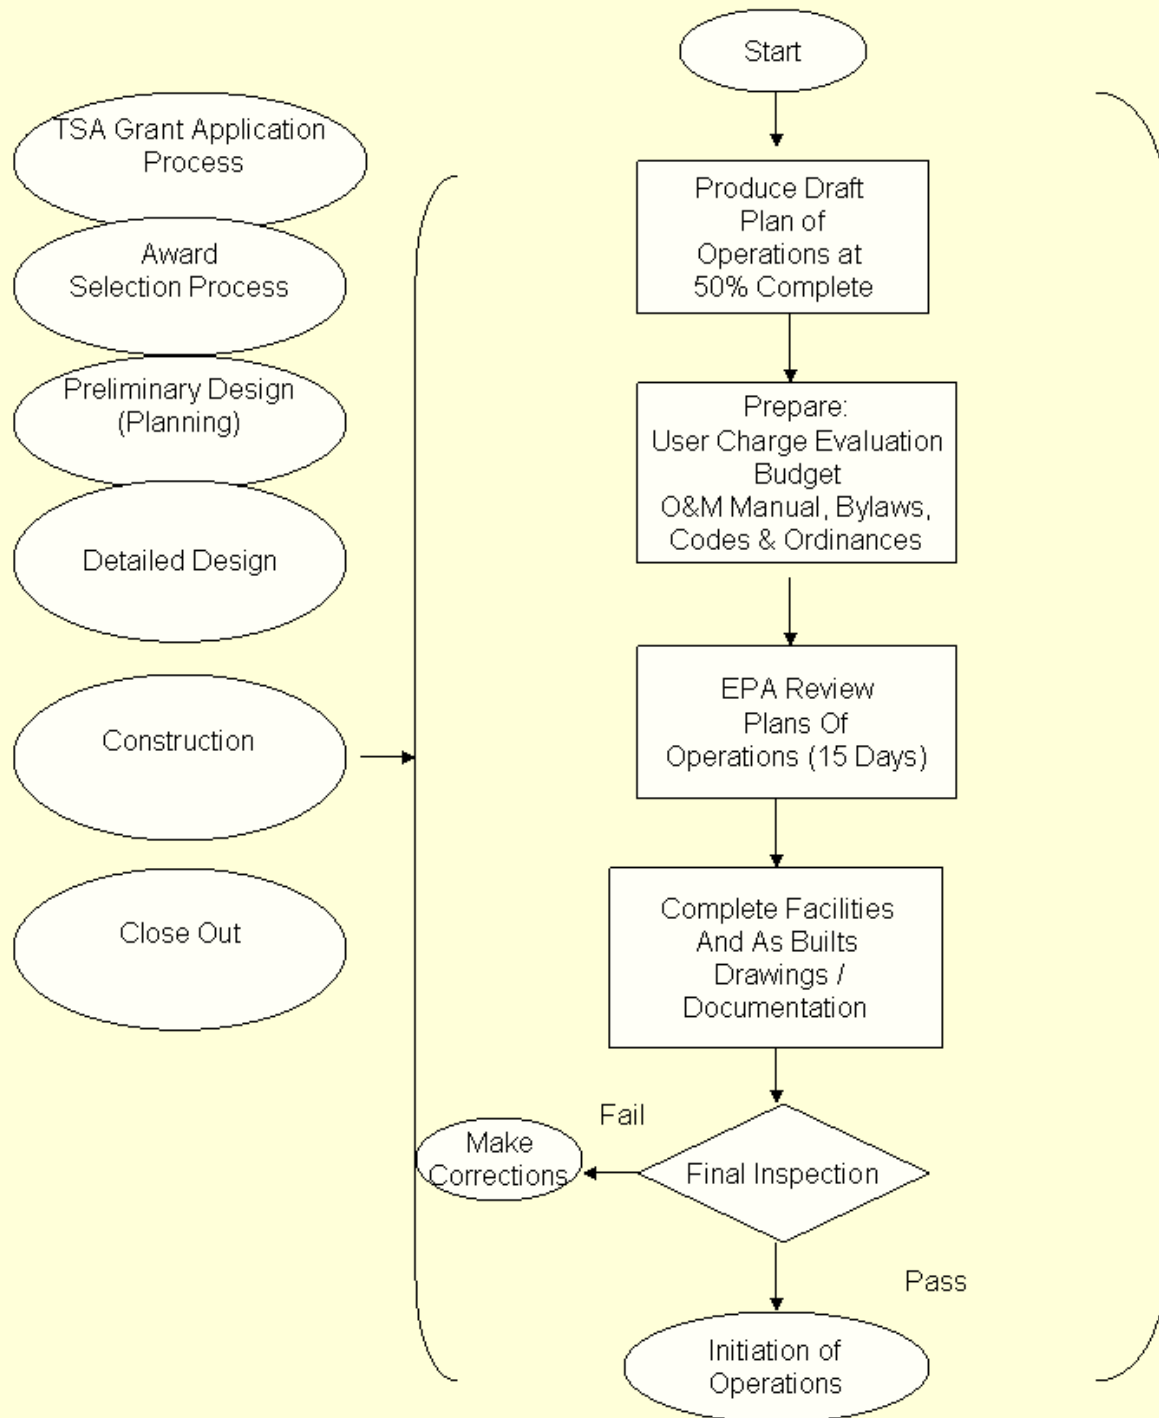 Start
TSA Grant Application
Process
Award
Selection Process
Preliminary Design
(Planning)
Detailed Design
Construction
Close Out
Produce Draft
Plan of
Operations at
50% Complete
Prepare:
User Charge Evaluation
Budget
O&M Manual, Bylaws,
Codes & Ordinances
EPA Review
Plans Of
Operations (15 Days)
Complete Facilities
And As Builts
Drawings /
Documentation
Fail
Make
Corrections
Final Inspection
Pass
Initiation of
Operations